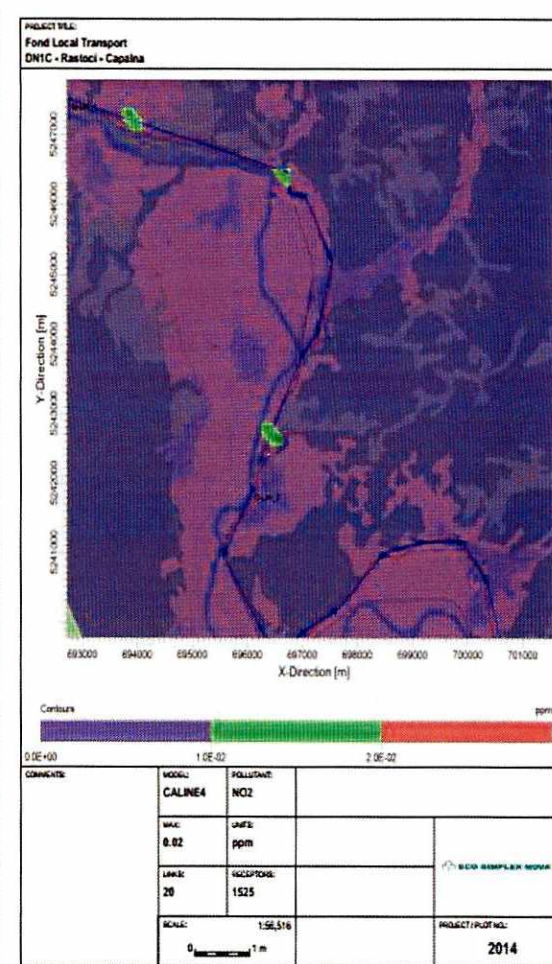 PROJECT TITLE:
Fond Local Transport
DN1C - Rastoci - Capalna
Y-Direction [m]
5247000
5246000
5245000
5244000
5243000
5242000
5241000
693000 694000 695000 696000 697000 698000 699000 700000 701000
X-Direction [m]
Contours ppm
0.0E+00 1.0E-02 2.0E-02
COMMENTS:
MODEL: POLLUTANT:
CALINE4 NO2
MAX: UNITS:
0.02 ppm
LINKS: RECEPTORS:
20 1525
ECO SIMPLEX NOVA
SCALE: 1:56,516
0 1 m
PROJECT / PLOT NO.:
2014